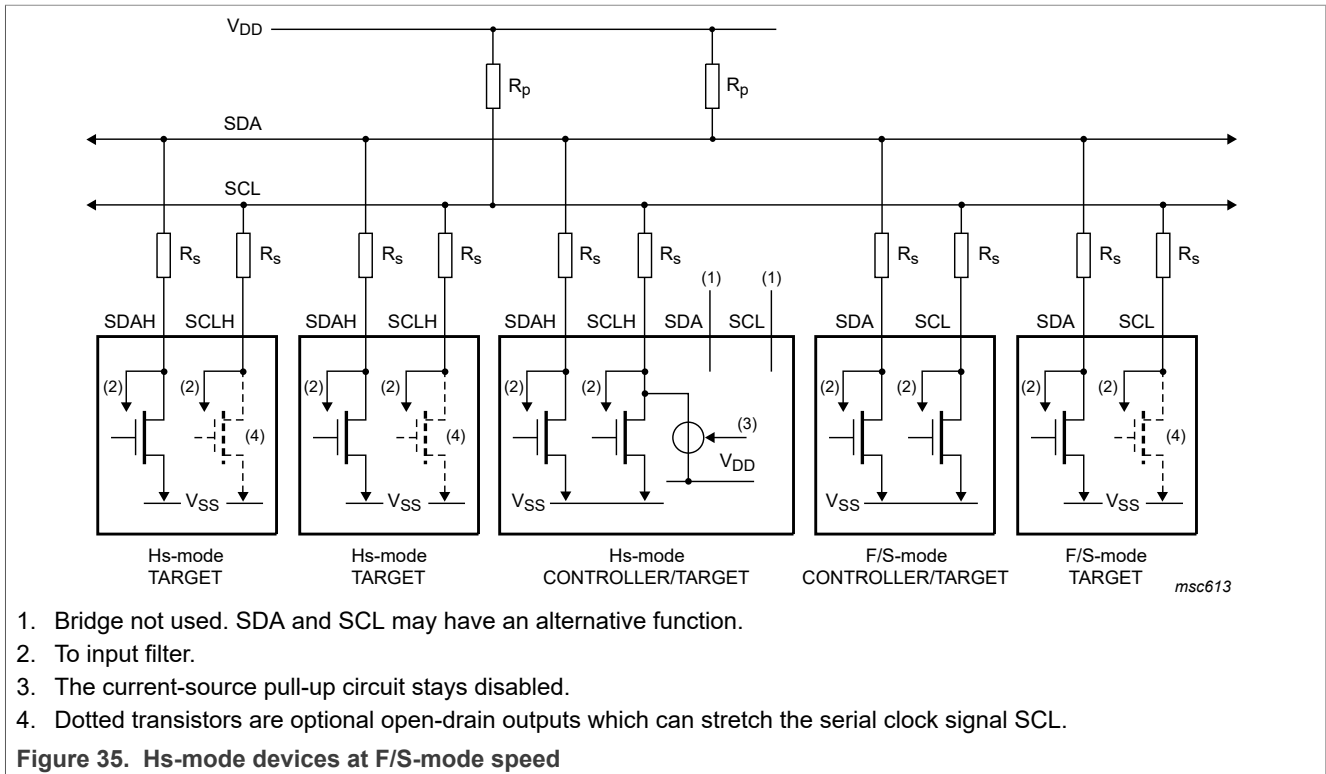 VDD
Rp Rp
SDA
SCL
Rs Rs Rs Rs Rs Rs Rs Rs Rs Rs
(1) (1)
SDAH SCLH SDAH SCLH SDAH SCLH SDA SCL SDA SCL SDA SCL
(2) (2) (2) (2) (2) (2) (2) (2) (2) (2)
(4) (4) (3) (4)
VDD
VSS VSS VSS VSS VSS
Hs-mode Hs-mode Hs-mode F/S-mode F/S-mode
TARGET TARGET CONTROLLER/TARGET CONTROLLER/TARGET TARGET
msc613
1. Bridge not used. SDA and SCL may have an alternative function.
2. To input filter.
3. The current-source pull-up circuit stays disabled.
4. Dotted transistors are optional open-drain outputs which can stretch the serial clock signal SCL.
Figure 35. Hs-mode devices at F/S-mode speed